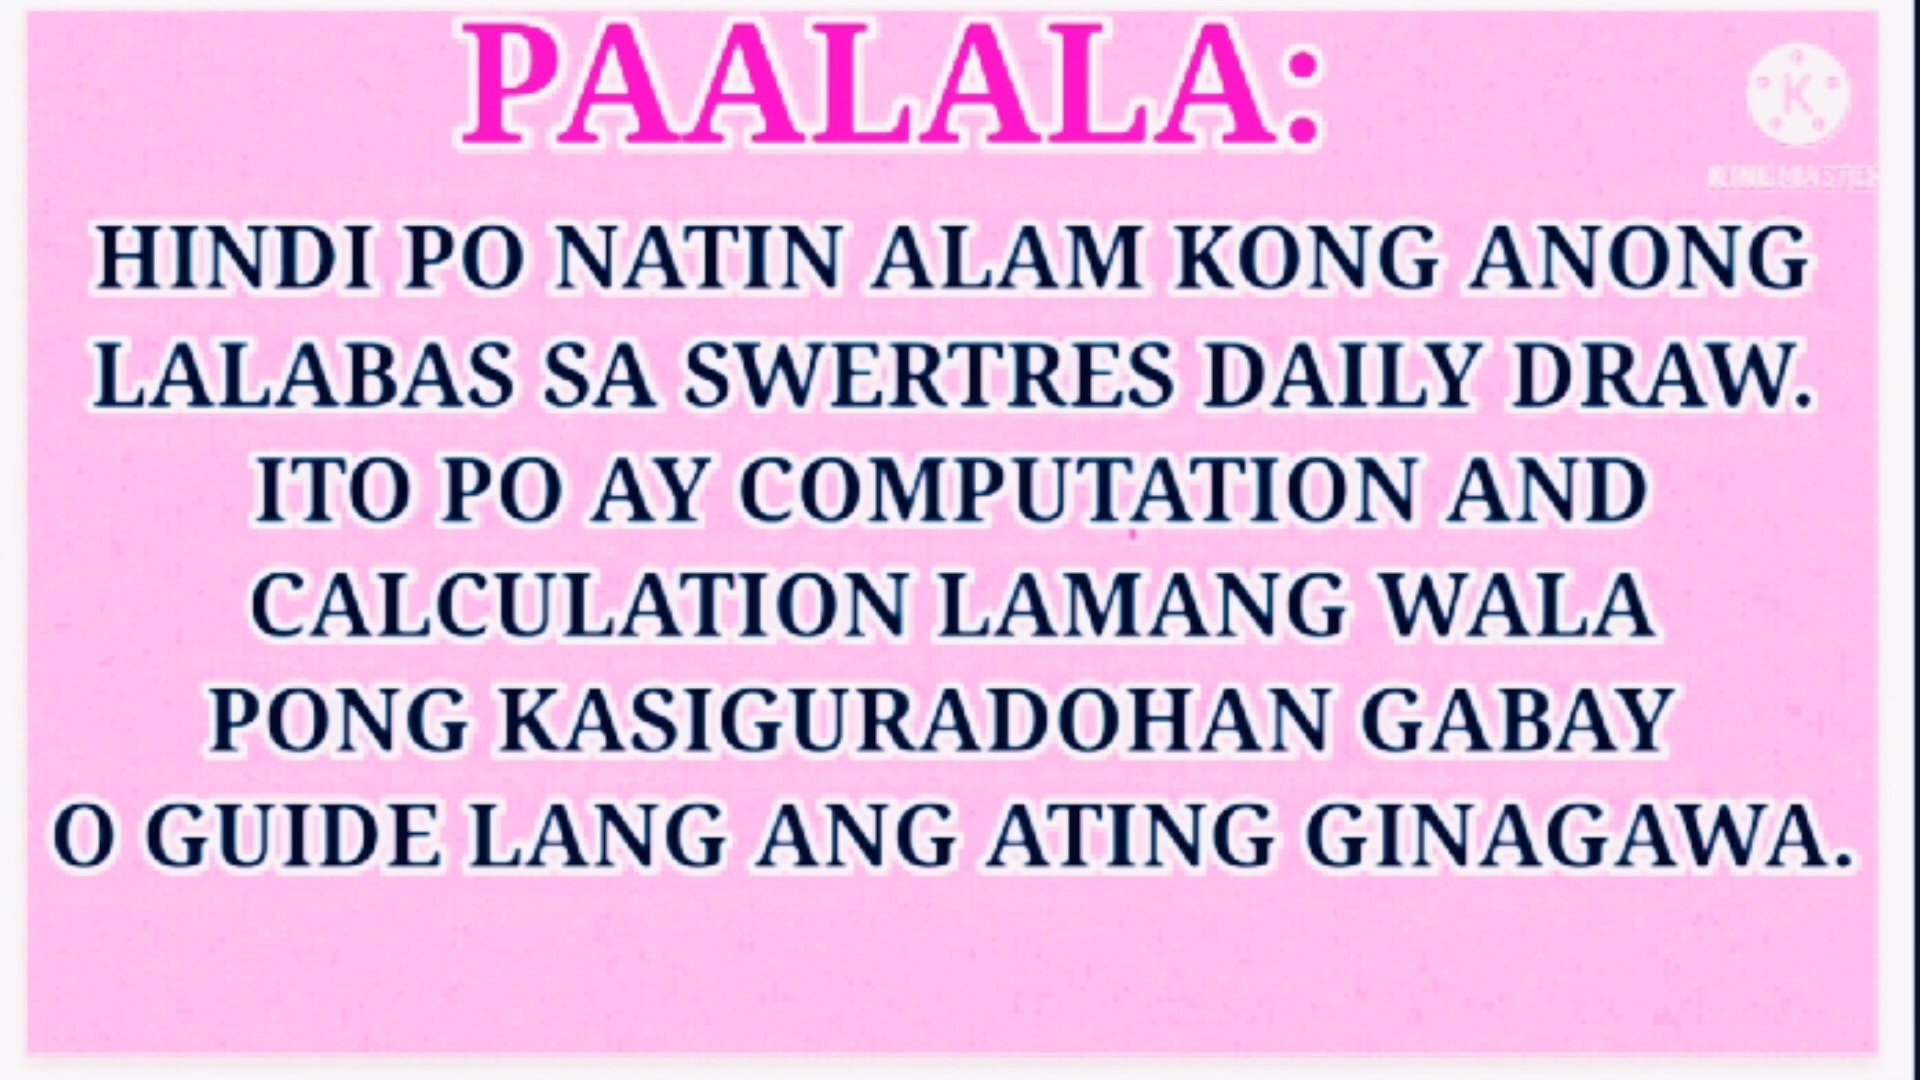 PAALALA:
KINEMASTER
HINDI PO NATIN ALAM KONG ANONG
LALABAS SA SWERTRES DAILY DRAW.
ITO PO AY COMPUTATION AND
CALCULATION LAMANG WALA
PONG KASIGURADOHAN GABAY
O GUIDE LANG ANG ATING GINAGAWA.